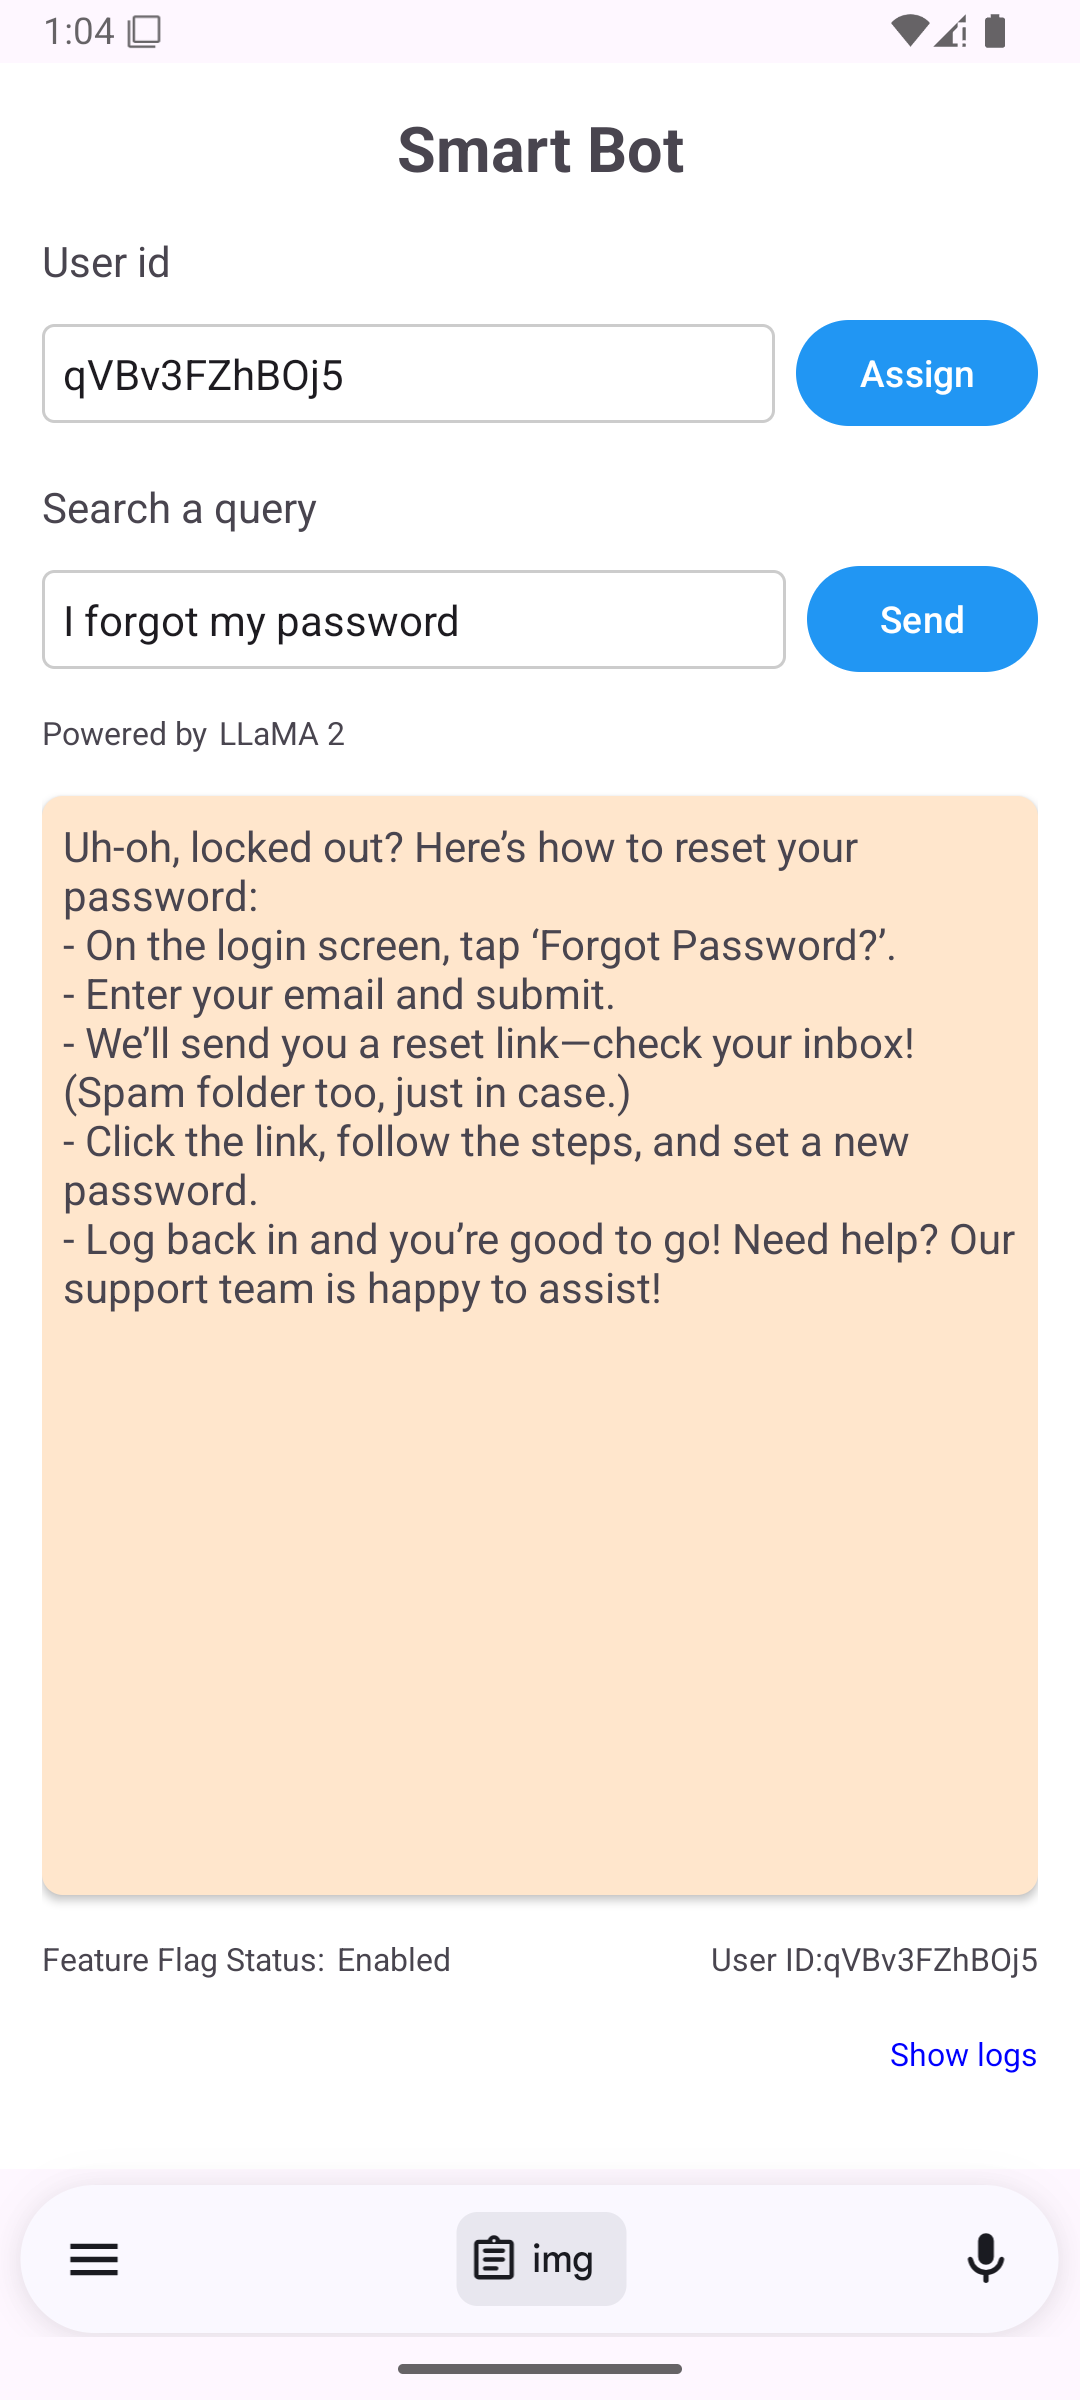 1:04
Smart Bot
User id
qVBv3FZhBOj5
Assign
Search a query
I forgot my password
Send
Powered by LLaMA 2
Uh-oh, locked out? Here’s how to reset your
password:
- On the login screen, tap ‘Forgot Password?’.
- Enter your email and submit.
- We’ll send you a reset link—check your inbox!
(Spam folder too, just in case.)
- Click the link, follow the steps, and set a new
password.
- Log back in and you’re good to go! Need help? Our
support team is happy to assist!
Feature Flag Status: Enabled
User ID:qVBv3FZhBOj5
Show logs
img